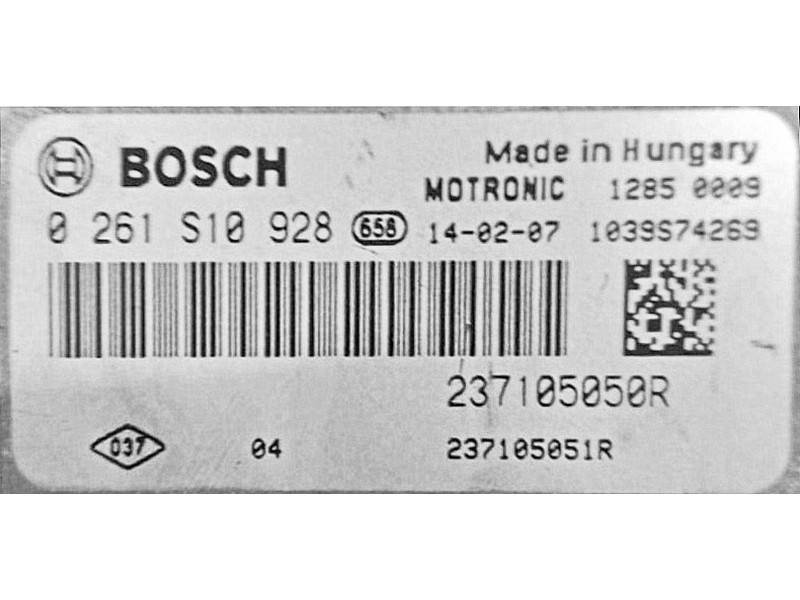 BOSCH
Made in Hungary
MOTRONIC 1285 0009
0 261 S10 928 658 14-02-07 1039S74269
237105050R
037 04 237105051R